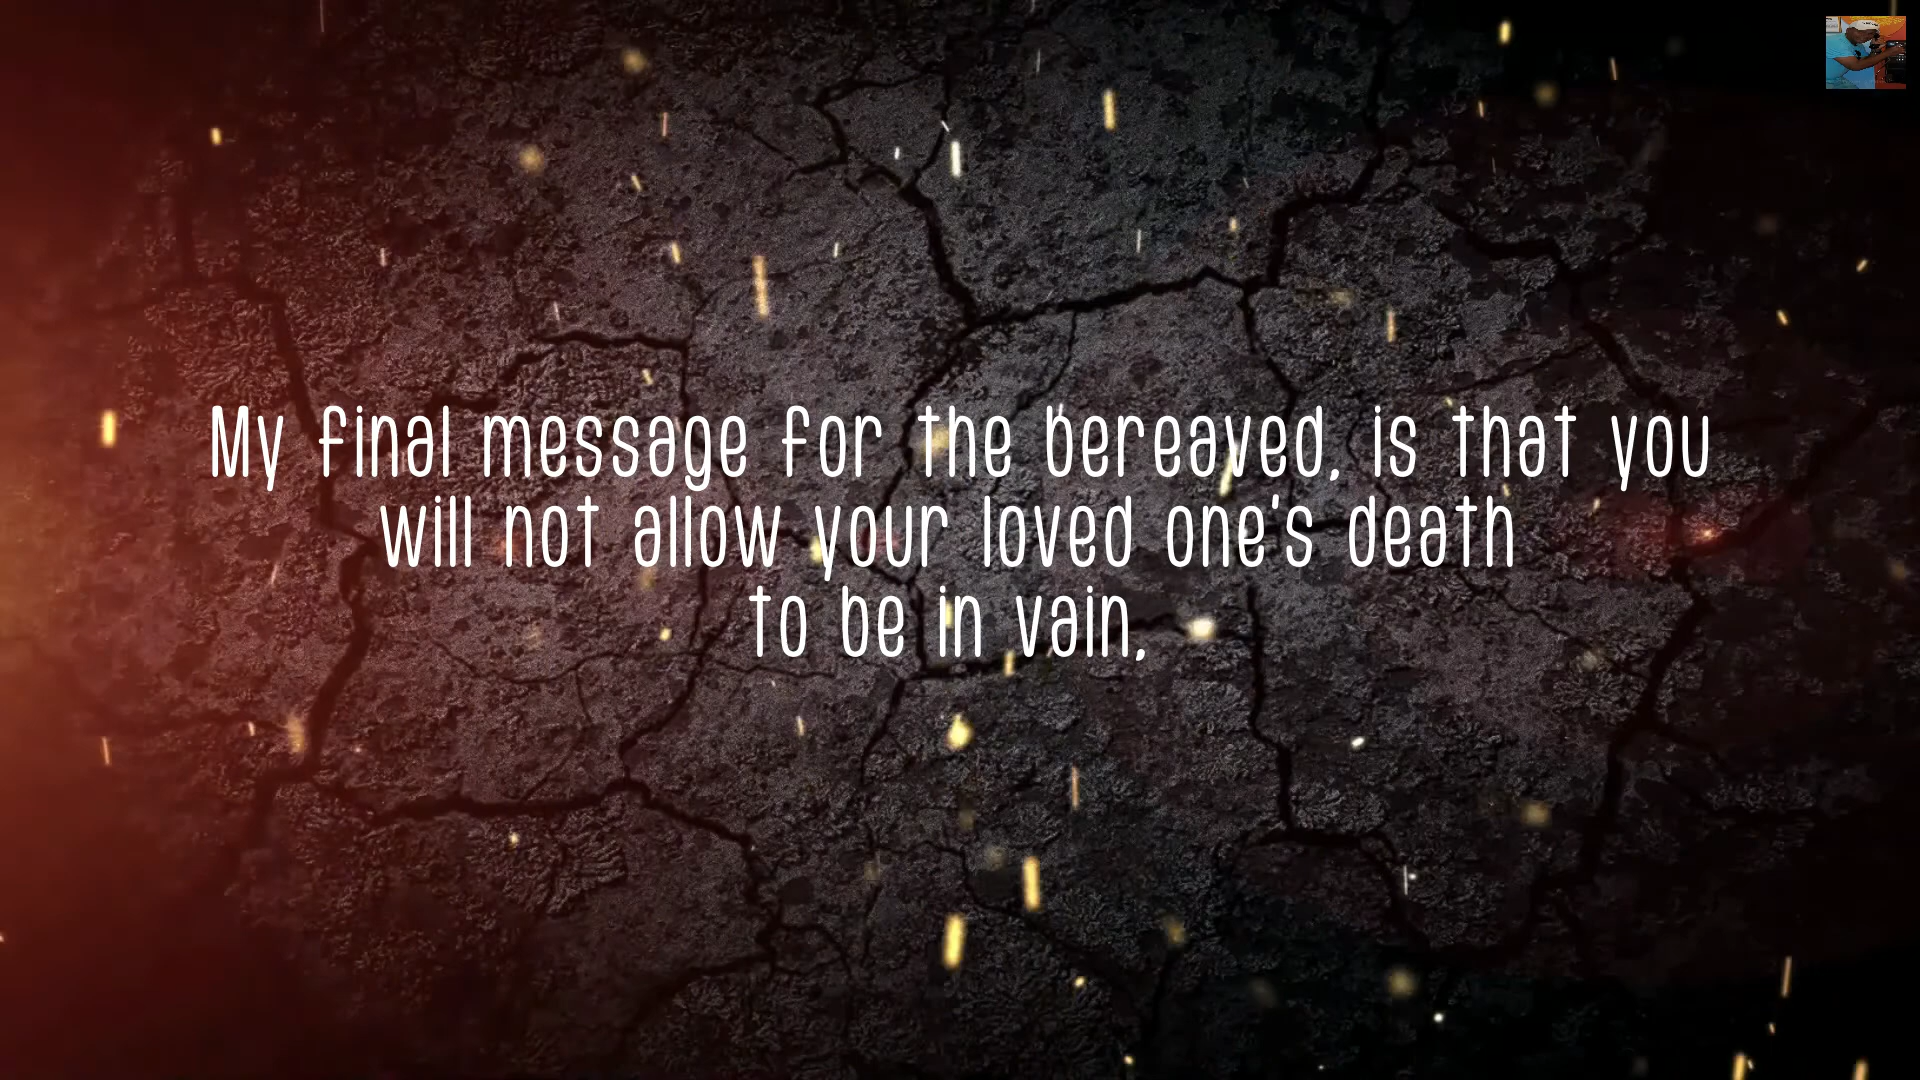 My final message for the bereaved, is that you
will not allow your loved one's death
to be in vain,